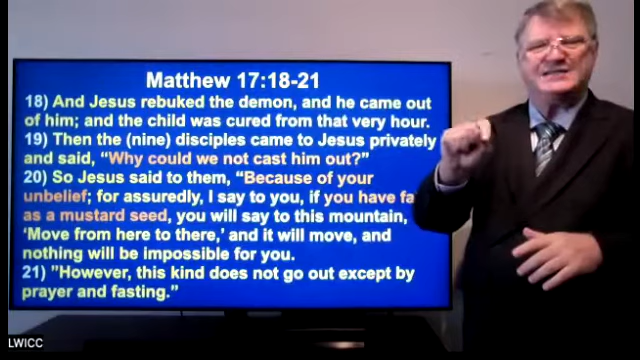 Matthew 17:18-21
18) And Jesus rebuked the demon, and he came out
of him; and the child was cured from that very hour.
19) Then the (nine) disciples came to Jesus privately
and said, “Why could we not cast him out?”
20) So Jesus said to them, “Because of your
unbelief; for assuredly, I say to you, if you have
as a mustard seed, you will say to this mountain,
‘Move from here to there,’ and it will move, and
nothing will be impossible for you.
21) ”However, this kind does not go out except by
prayer and fasting.”
LWICC